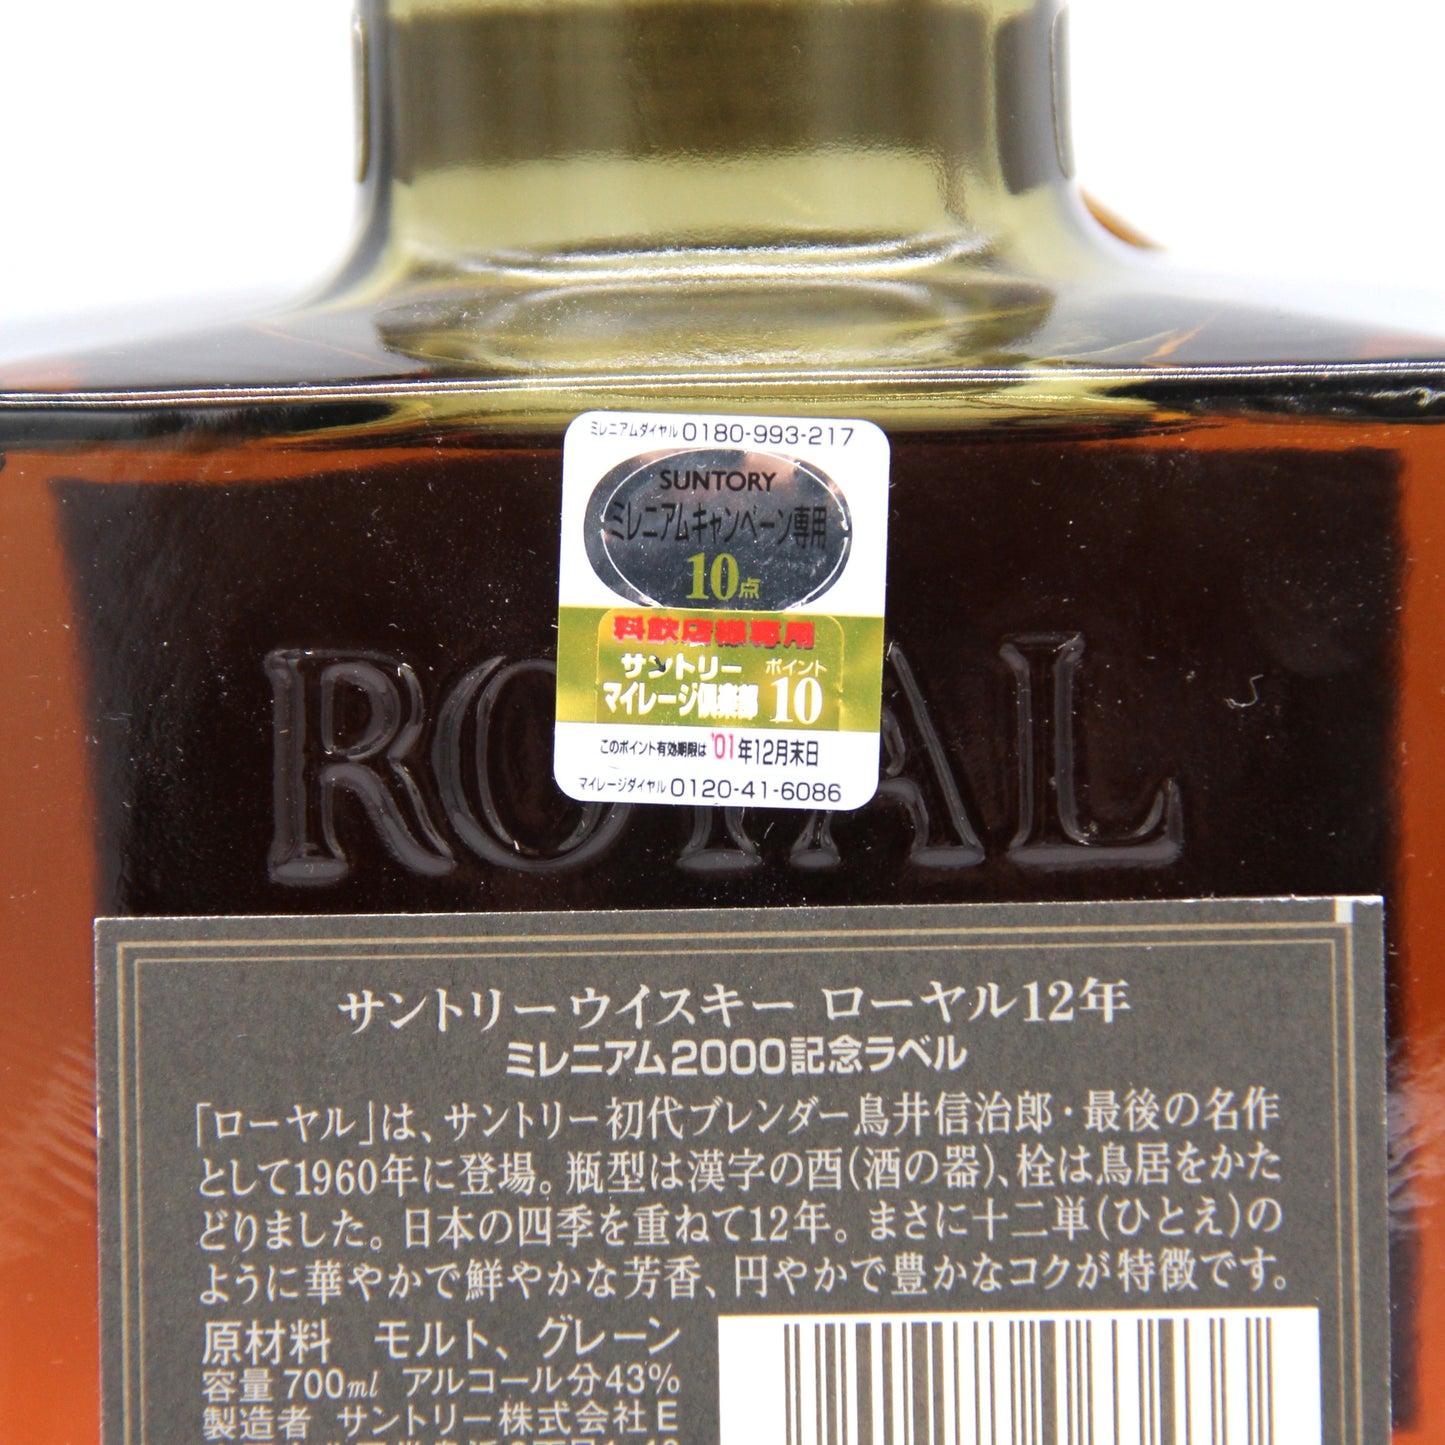 ミレニアムダイヤル 0180-993-217
SUNTORY
ミレニアムキャンペーン専用
10点
料飲店様専用
サントリー ポイント
マイレージ倶楽部 10
このポイント有効期限は '01年12月末日
マイレージダイヤル 0120-41-6086
ROYAL
サントリーウイスキー ローヤル12年
ミレニアム2000記念ラベル
「ローヤル」は、サントリー初代ブレンダー鳥井信治郎・最後の名作
として1960年に登場。瓶型は漢字の酉(酒の器)、栓は鳥居をかた
どりました。日本の四季を重ねて12年。まさに十二単(ひとえ)の
ように華やかで鮮やかな芳香、円やかで豊かなコクが特徴です。
原材料 モルト、グレーン
容量 700ml アルコール分43%
製造者 サントリー株式会社 E